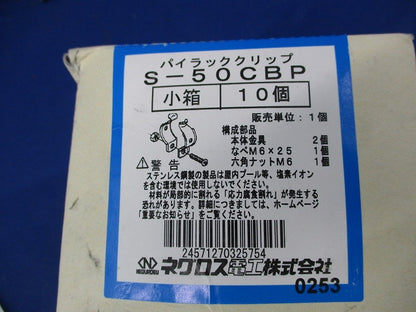 パイラッククリップ
S-50CBP
小箱 10個
販売単位:1個
構成部品
本体金具 2個
なべM6×25 1個
六角ナットM6 1個
⚠警告
ステンレス鋼製の製品は屋内プール等、塩素イオン
を含む環境では使用しないでください。
材料が局部的に割れる「応力腐食割れ」が発生する
恐れがあります。詳細につきましては、ホームページ
「重要なお知らせ」をご覧ください。
24571270325754
NEGUROSU
ネグロス電工株式会社
0253